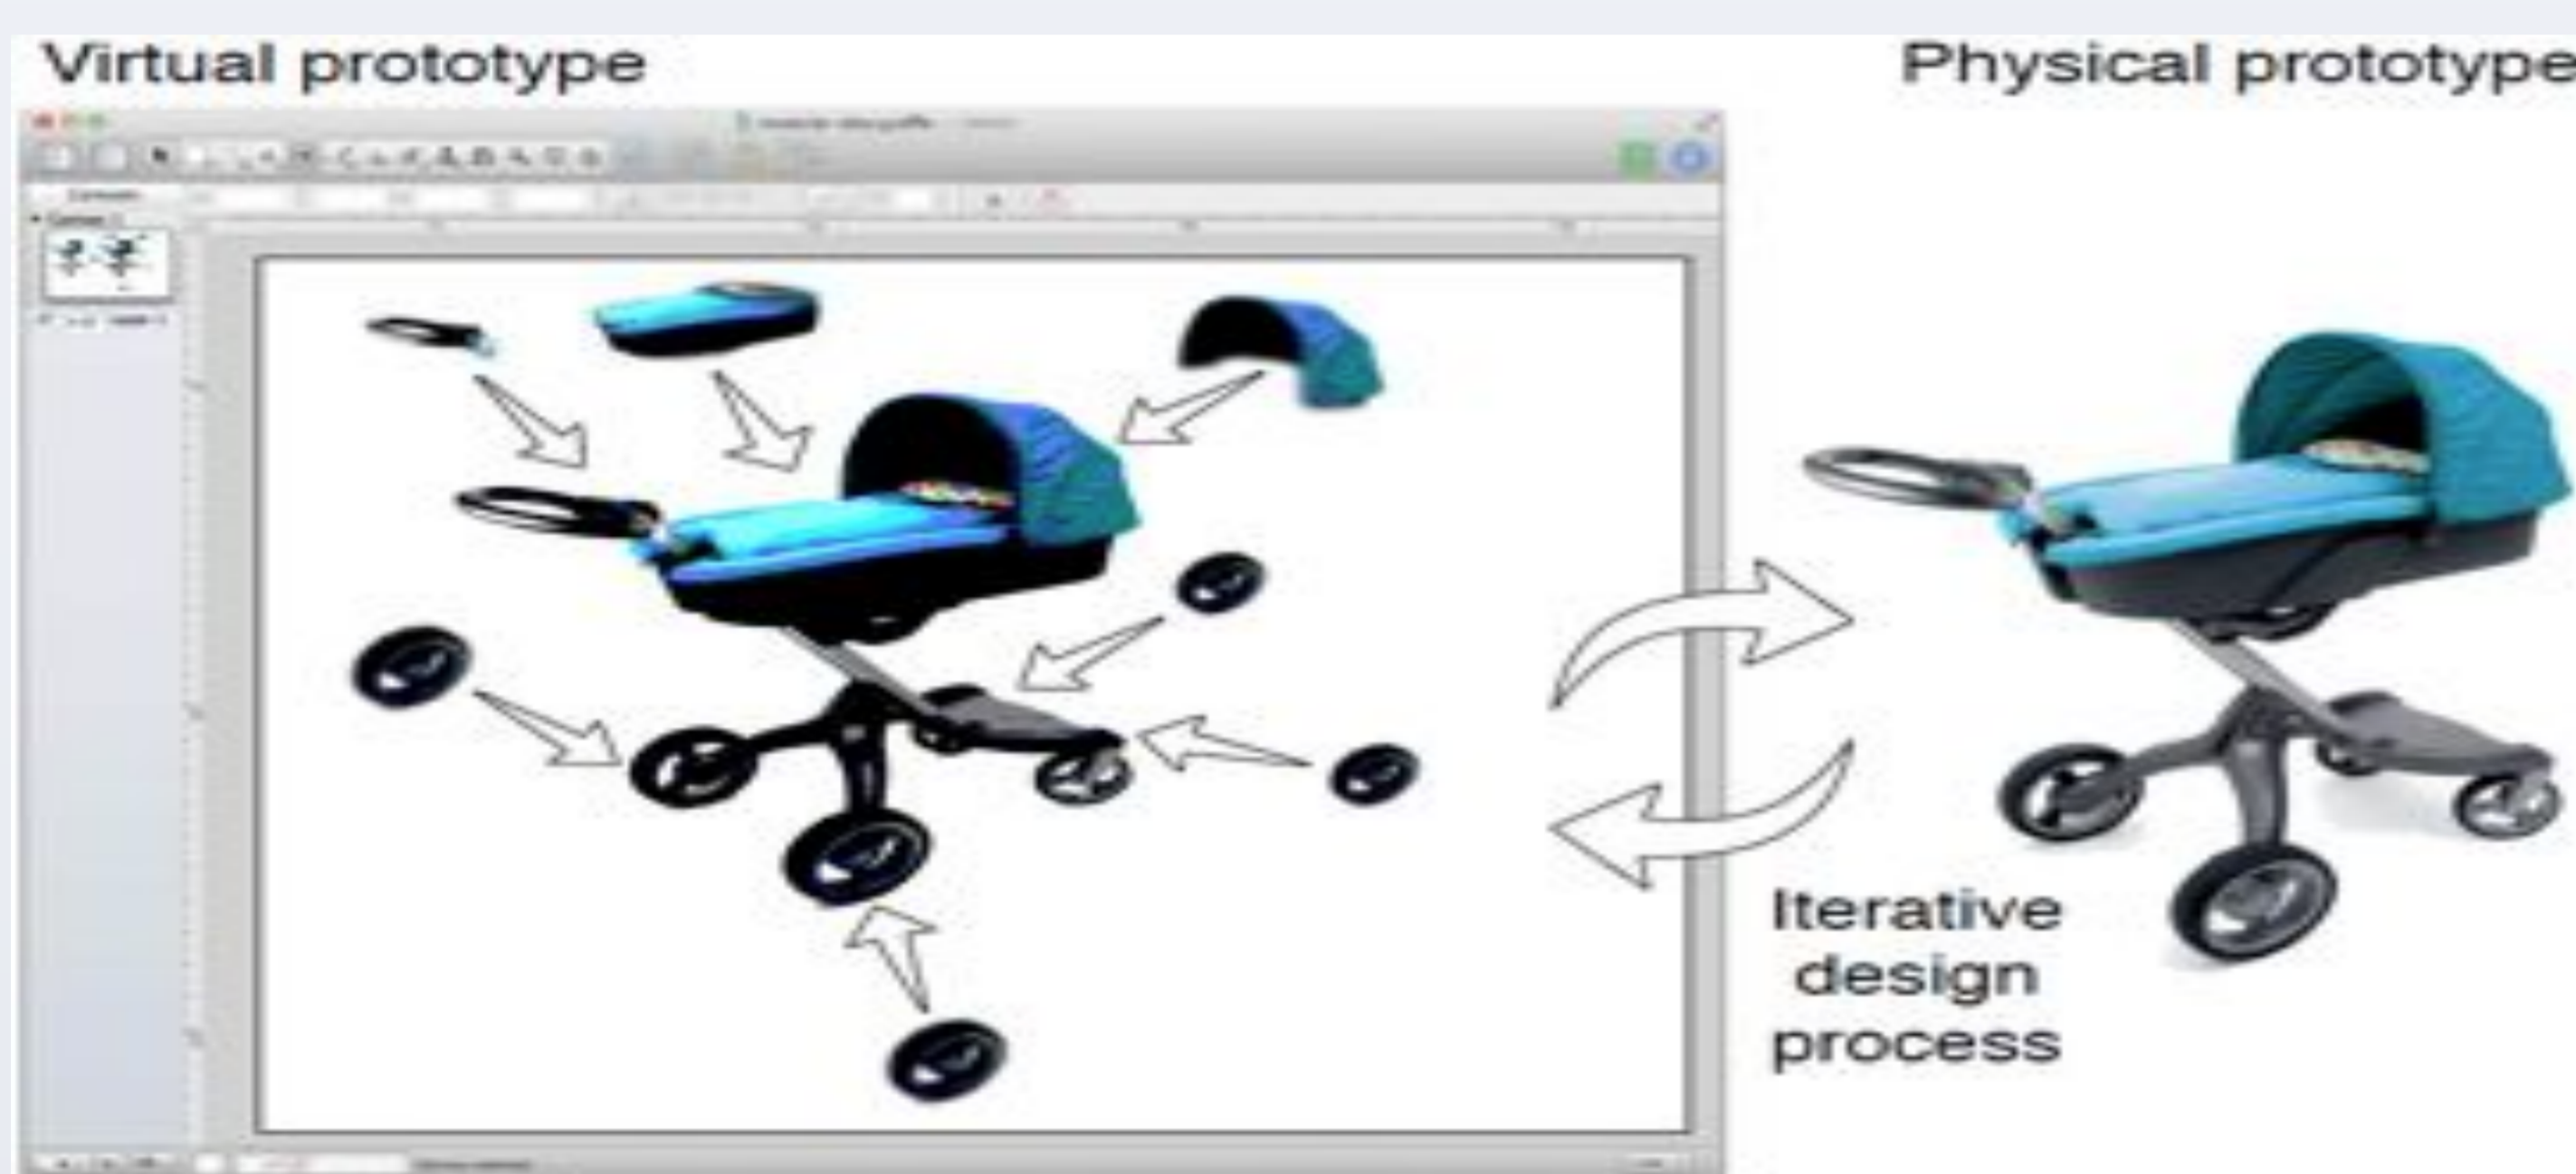 Virtual prototype
Physical prototype
Iterative
design
process